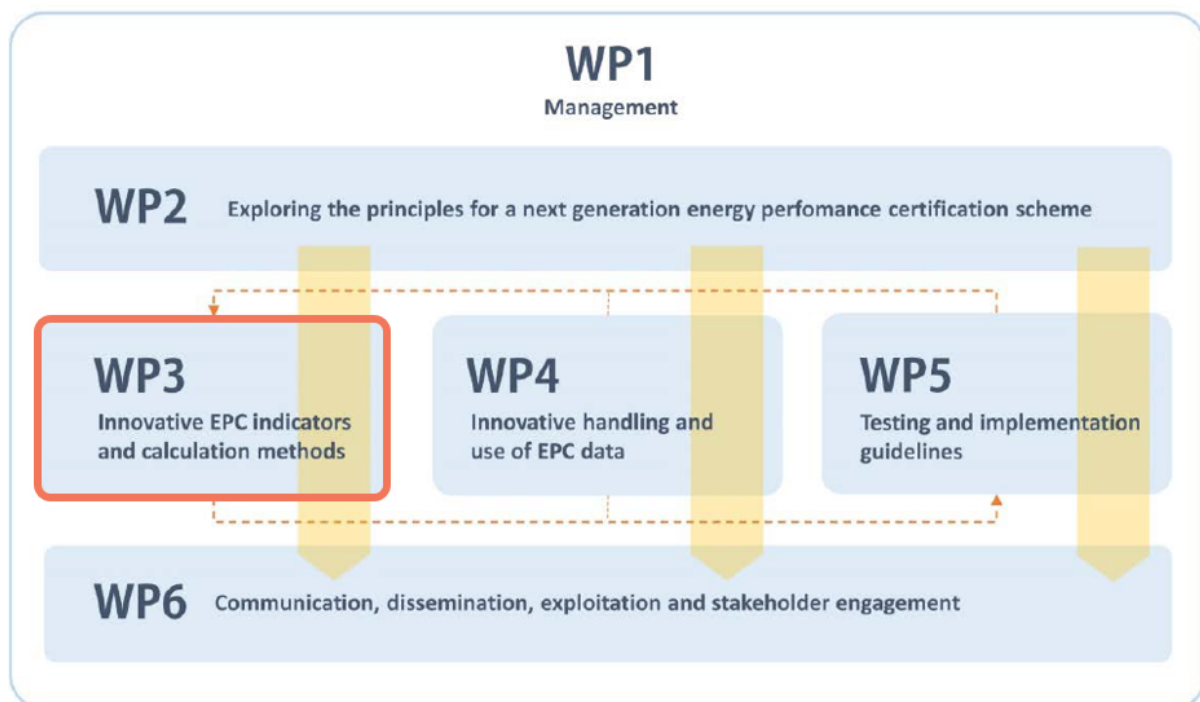 WP1
Management
WP2
Exploring the principles for a next generation energy perfomance certification scheme
WP3
Innovative EPC indicators
and calculation methods
WP4
Innovative handling and
use of EPC data
WP5
Testing and implementation
guidelines
WP6
Communication, dissemination, exploitation and stakeholder engagement